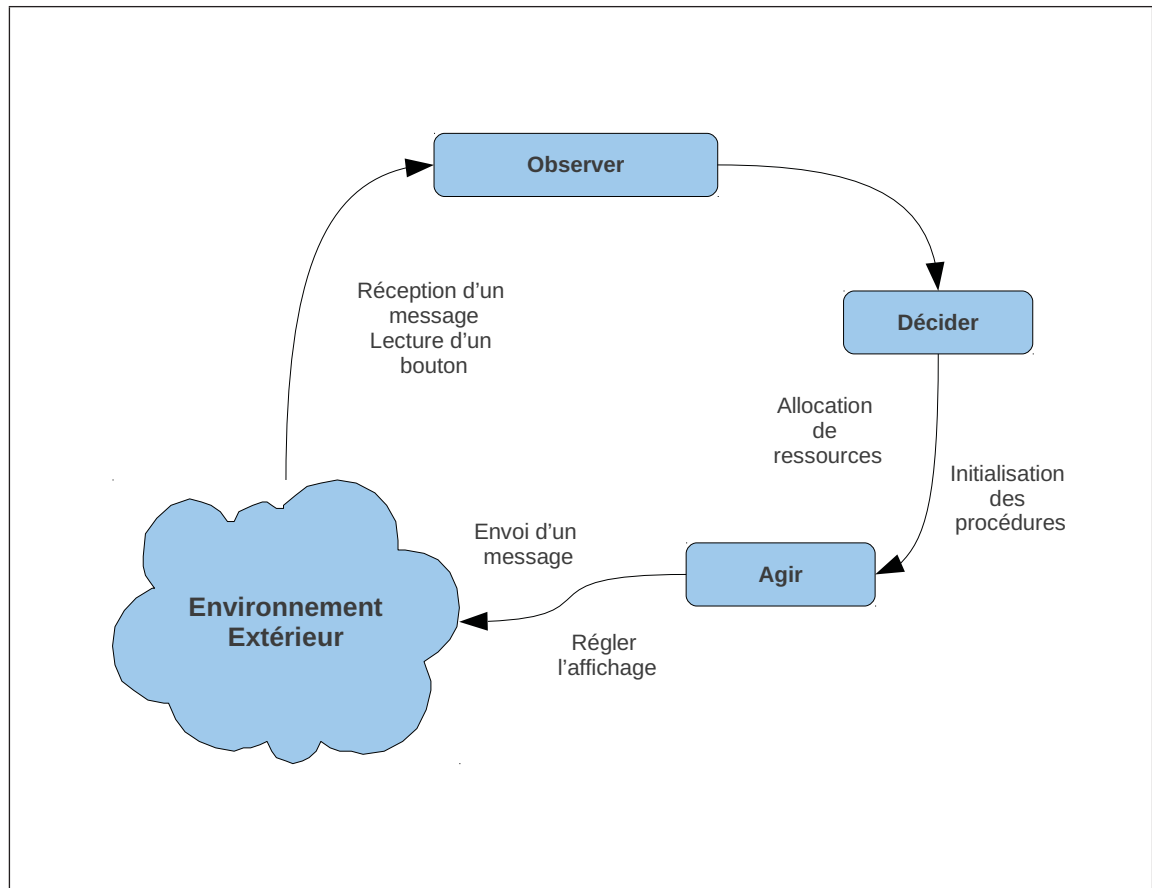 Observer
Réception d’un
message
Lecture d’un
bouton
Décider
Allocation
de
ressources
Initialisation
des
procédures
Agir
Envoi d’un
message
Régler
l’affichage
Environnement
Extérieur